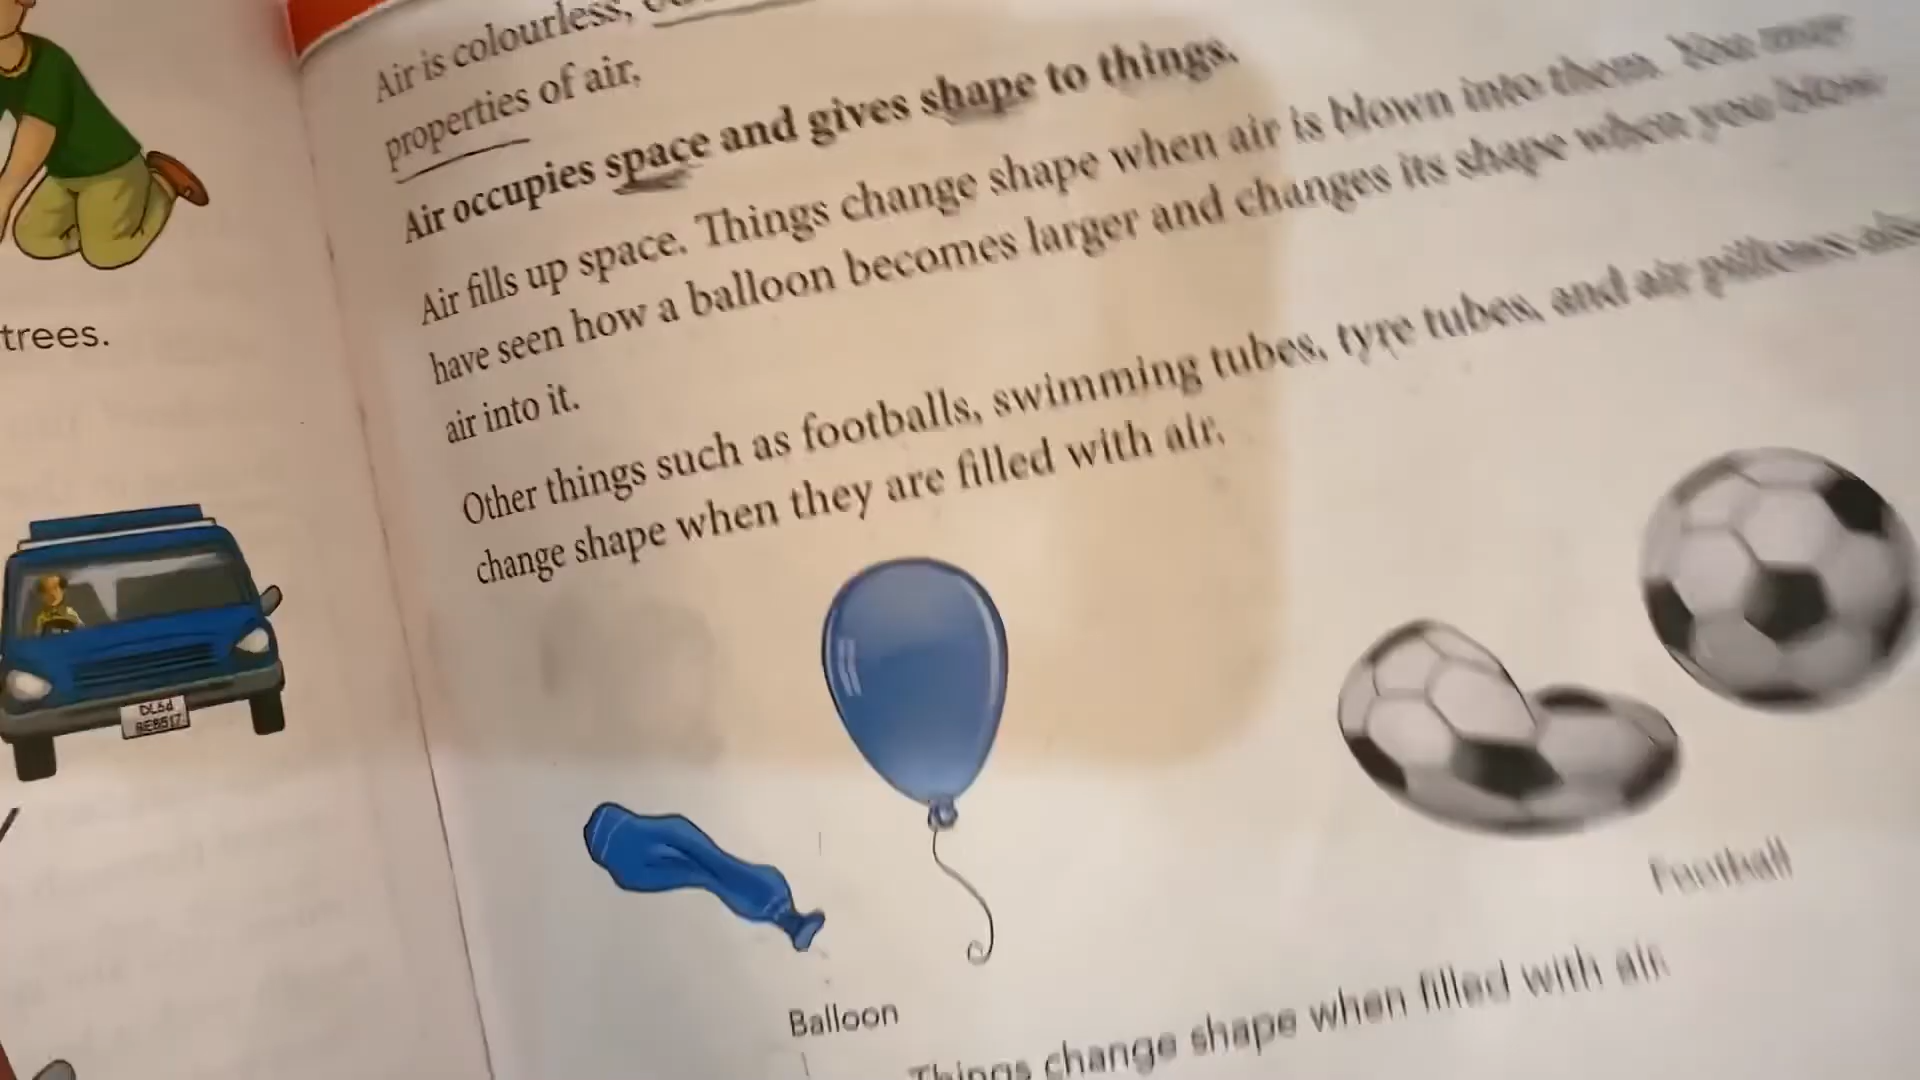 trees.
DL6d
Air is colourless,
properties of air.
Air occupies space and gives shape to things.
Air fills up space. Things change shape when air is blown into them. You may
have seen how a balloon becomes larger and changes its shape when you blow
air into it.
Other things such as footballs, swimming tubes, tyre tubes, and air pillows also
change shape when they are filled with air.
Balloon
Football
Things change shape when filled with air.